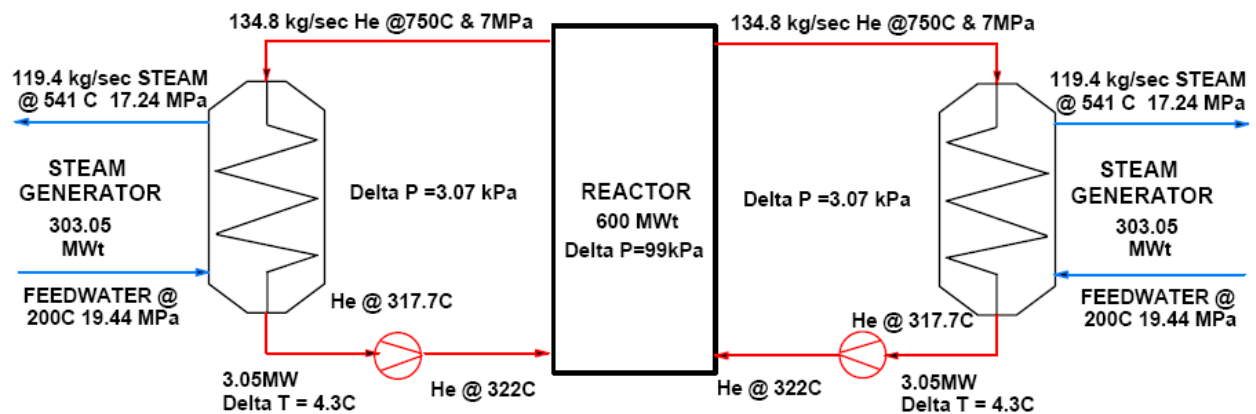 134.8 kg/sec He @750C & 7MPa
134.8 kg/sec He @750C & 7MPa
119.4 kg/sec STEAM
@ 541 C 17.24 MPa
STEAM
GENERATOR
303.05
MWt
FEEDWATER @
200C 19.44 MPa
Delta P =3.07 kPa
He @ 317.7C
3.05MW
Delta T = 4.3C
He @ 322C
REACTOR
600 MWt
Delta P=99kPa
Delta P =3.07 kPa
He @ 317.7C
He @ 322C
3.05MW
Delta T = 4.3C
119.4 kg/sec STEAM
@ 541 C 17.24 MPa
STEAM
GENERATOR
303.05
MWt
FEEDWATER @
200C 19.44 MPa